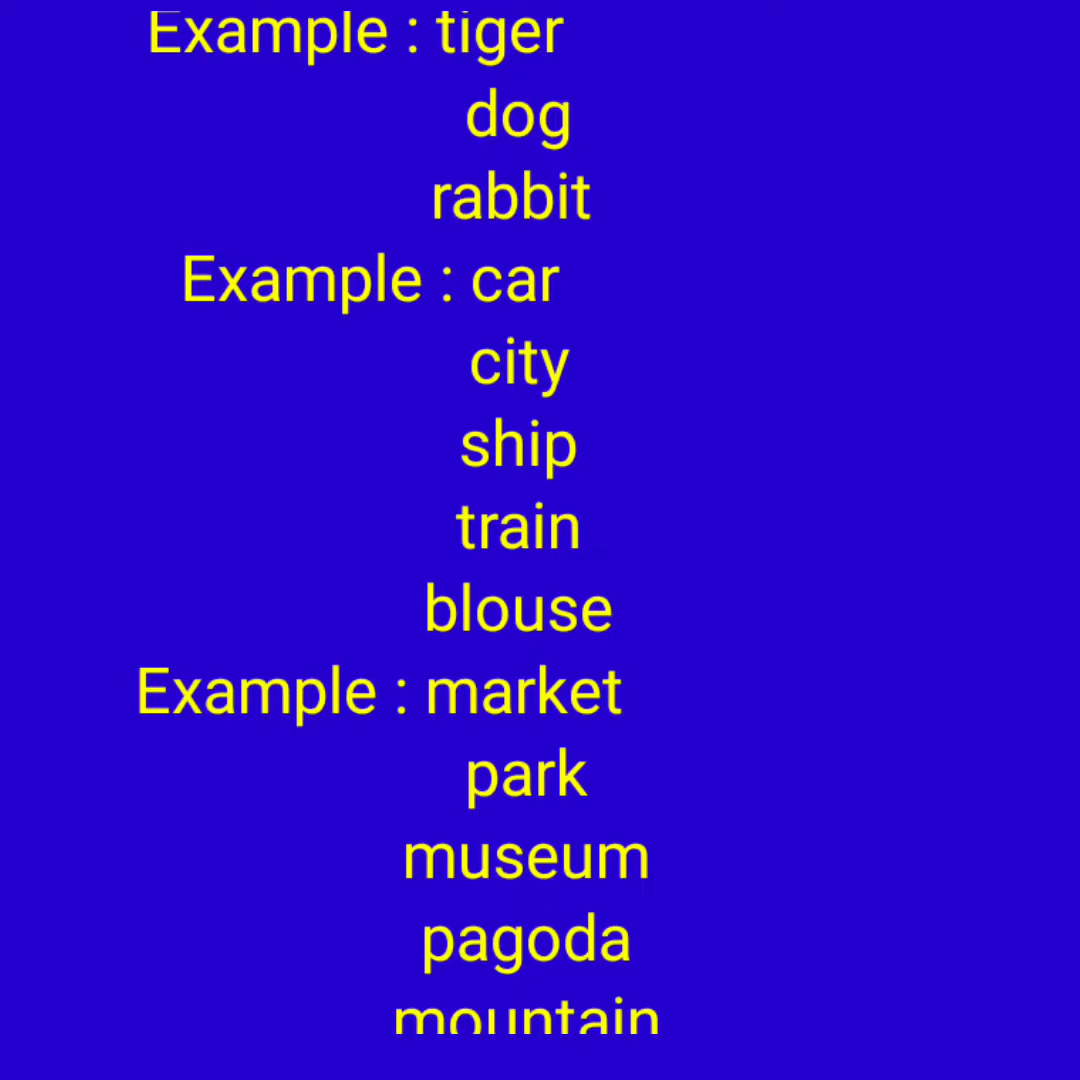 Example : tiger
dog
rabbit
Example : car
city
ship
train
blouse
Example : market
park
museum
pagoda
mountain